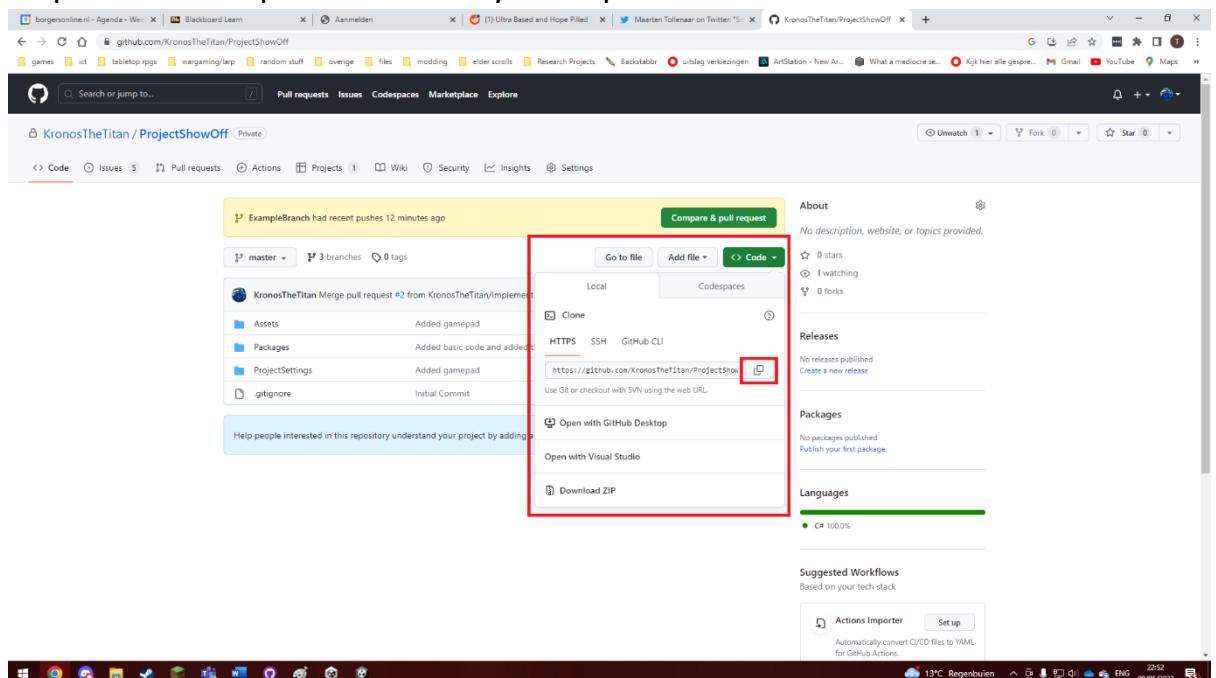 borgersonline.nl - Agenda - Wee
Blackboard Learn
Aanmelden
(1) Ultra Based and Hope Pilled
Maarten Tollenaar on Twitter: "S
KronosTheTitan/ProjectShowOff
github.com/KronosTheTitan/ProjectShowOff
games
ict
tabletop rpgs
wargaming/larp
random stuff
overige
files
modding
elder scrolls
Research Projects
Backstabbr
uitslag verkiezingen
ArtStation - New Ar...
What a mediocre se...
Kijk hier alle gespre...
Gmail
YouTube
Maps
Search or jump to...
/
Pull requests
Issues
Codespaces
Marketplace
Explore
KronosTheTitan / ProjectShowOff
Private
Unwatch 1
Fork 0
Star 0
Code
Issues 5
Pull requests
Actions
Projects 1
Wiki
Security
Insights
Settings
ExampleBranch had recent pushes 12 minutes ago
Compare & pull request
master
3 branches
0 tags
Go to file
Add file
Code
KronosTheTitan Merge pull request #2 from KronosTheTitan/Implement
Assets
Added gamepad
Packages
Added basic code and added
ProjectSettings
Added gamepad
.gitignore
Initial Commit
Help people interested in this repository understand your project by adding a
Local
Codespaces
Clone
HTTPS
SSH
GitHub CLI
https://github.com/KronosTheTitan/ProjectShow
Use Git or checkout with SVN using the web URL.
Open with GitHub Desktop
Open with Visual Studio
Download ZIP
About
No description, website, or topics provided.
0 stars
1 watching
0 forks
Releases
No releases published
Create a new release
Packages
No packages published
Publish your first package
Languages
C# 100.0%
Suggested Workflows
Based on your tech stack
Actions Importer
Set up
Automatically convert CI/CD files to YAML
for GitHub Actions.
13°C Regenbuien
ENG
22:52